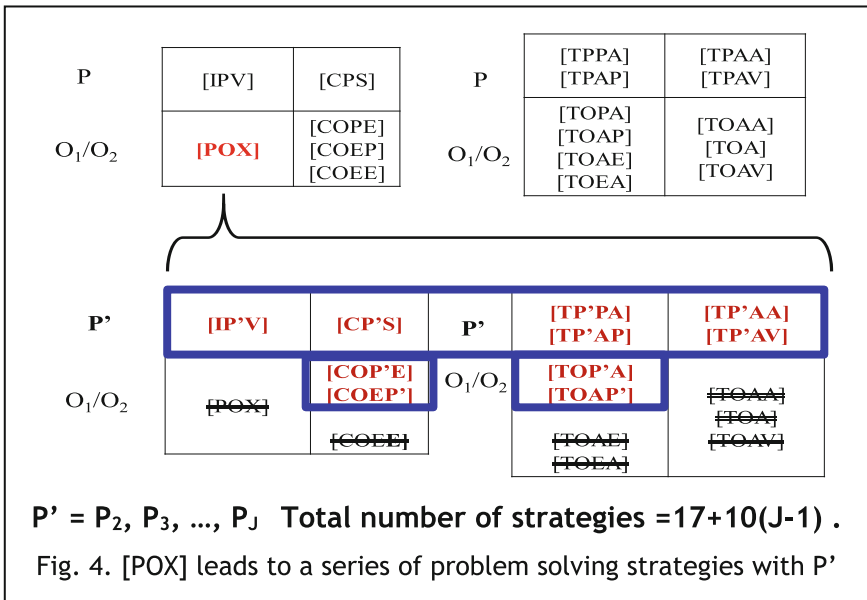 P
[IPV]
[CPS]
O₁/O₂
[POX]
[COPE]
[COEP]
[COEE]
P
[TPPA]
[TPAP]
[TPAA]
[TPAV]
O₁/O₂
[TOPA]
[TOAP]
[TOAE]
[TOEA]
[TOAA]
[TOA]
[TOAV]
P'
[IP'V]
[CP'S]
P'
[TP'PA]
[TP'AP]
[TP'AA]
[TP'AV]
O₁/O₂
[POX]
[COP'E]
[COEP']
[COEE]
O₁/O₂
[TOP'A]
[TOAP']
[TOAE]
[TOEA]
[TOAA]
[TOA]
[TOAV]
P' = P₂, P₃, ..., P_J Total number of strategies =17+10(J-1) .
Fig. 4. [POX] leads to a series of problem solving strategies with P'